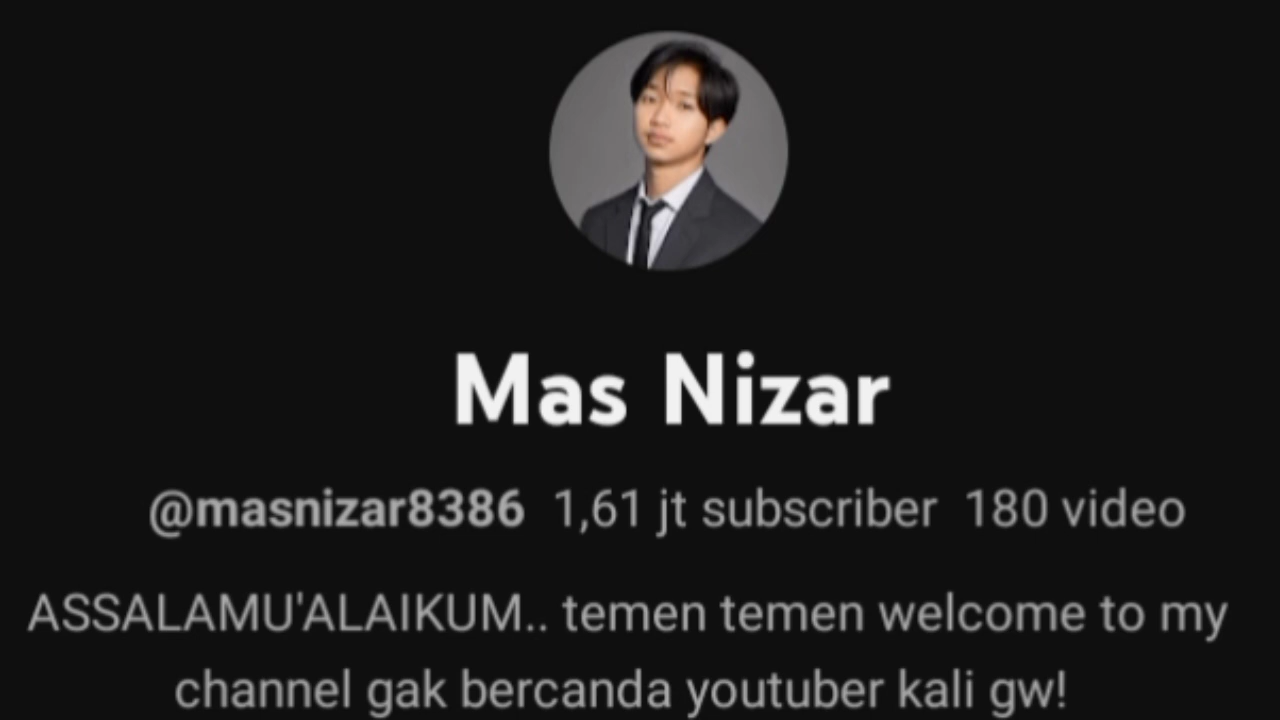 Mas Nizar
@masnizar8386 1,61 jt subscriber 180 video
ASSALAMU'ALAIKUM.. temen temen welcome to my
channel gak bercanda youtuber kali gw!